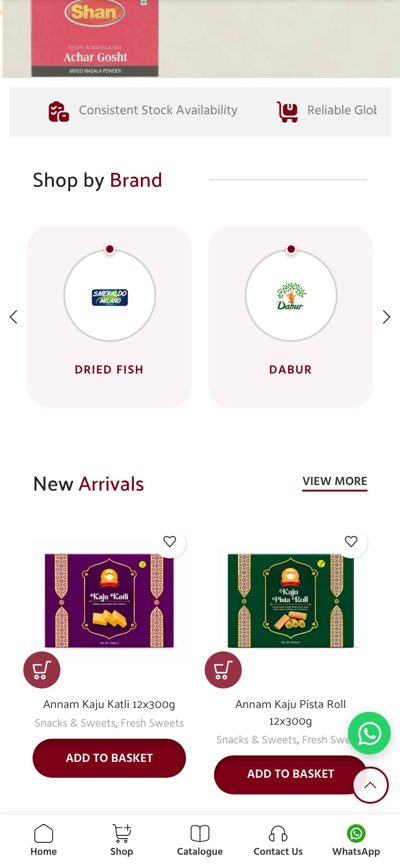 Shan
RECIPE & MASALA MIX
Achar Gosht
MIXED MASALA POWDER
Consistent Stock Availability
Reliable Glob
Shop by Brand
SMERALDO
MILANO
Dabur
DRIED FISH
DABUR
New Arrivals
VIEW MORE
Kaju Katli
Kaju
Pista Roll
Annam Kaju Katli 12x300g
Annam Kaju Pista Roll
12x300g
Snacks & Sweets, Fresh Sweets
Snacks & Sweets, Fresh Swe
ADD TO BASKET
ADD TO BASKET
Home
Shop
Catalogue
Contact Us
WhatsApp